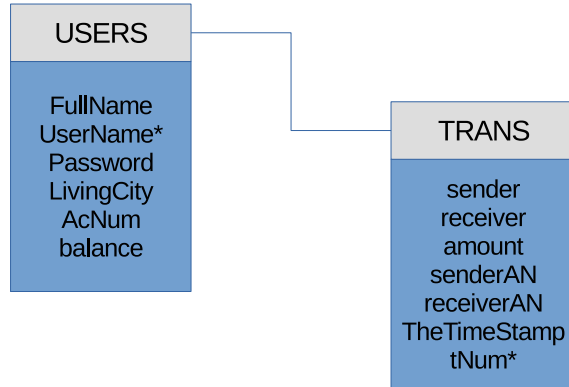 USERS
FullName
UserName*
Password
LivingCity
AcNum
balance
TRANS
sender
receiver
amount
senderAN
receiverAN
TheTimeStamp
tNum*